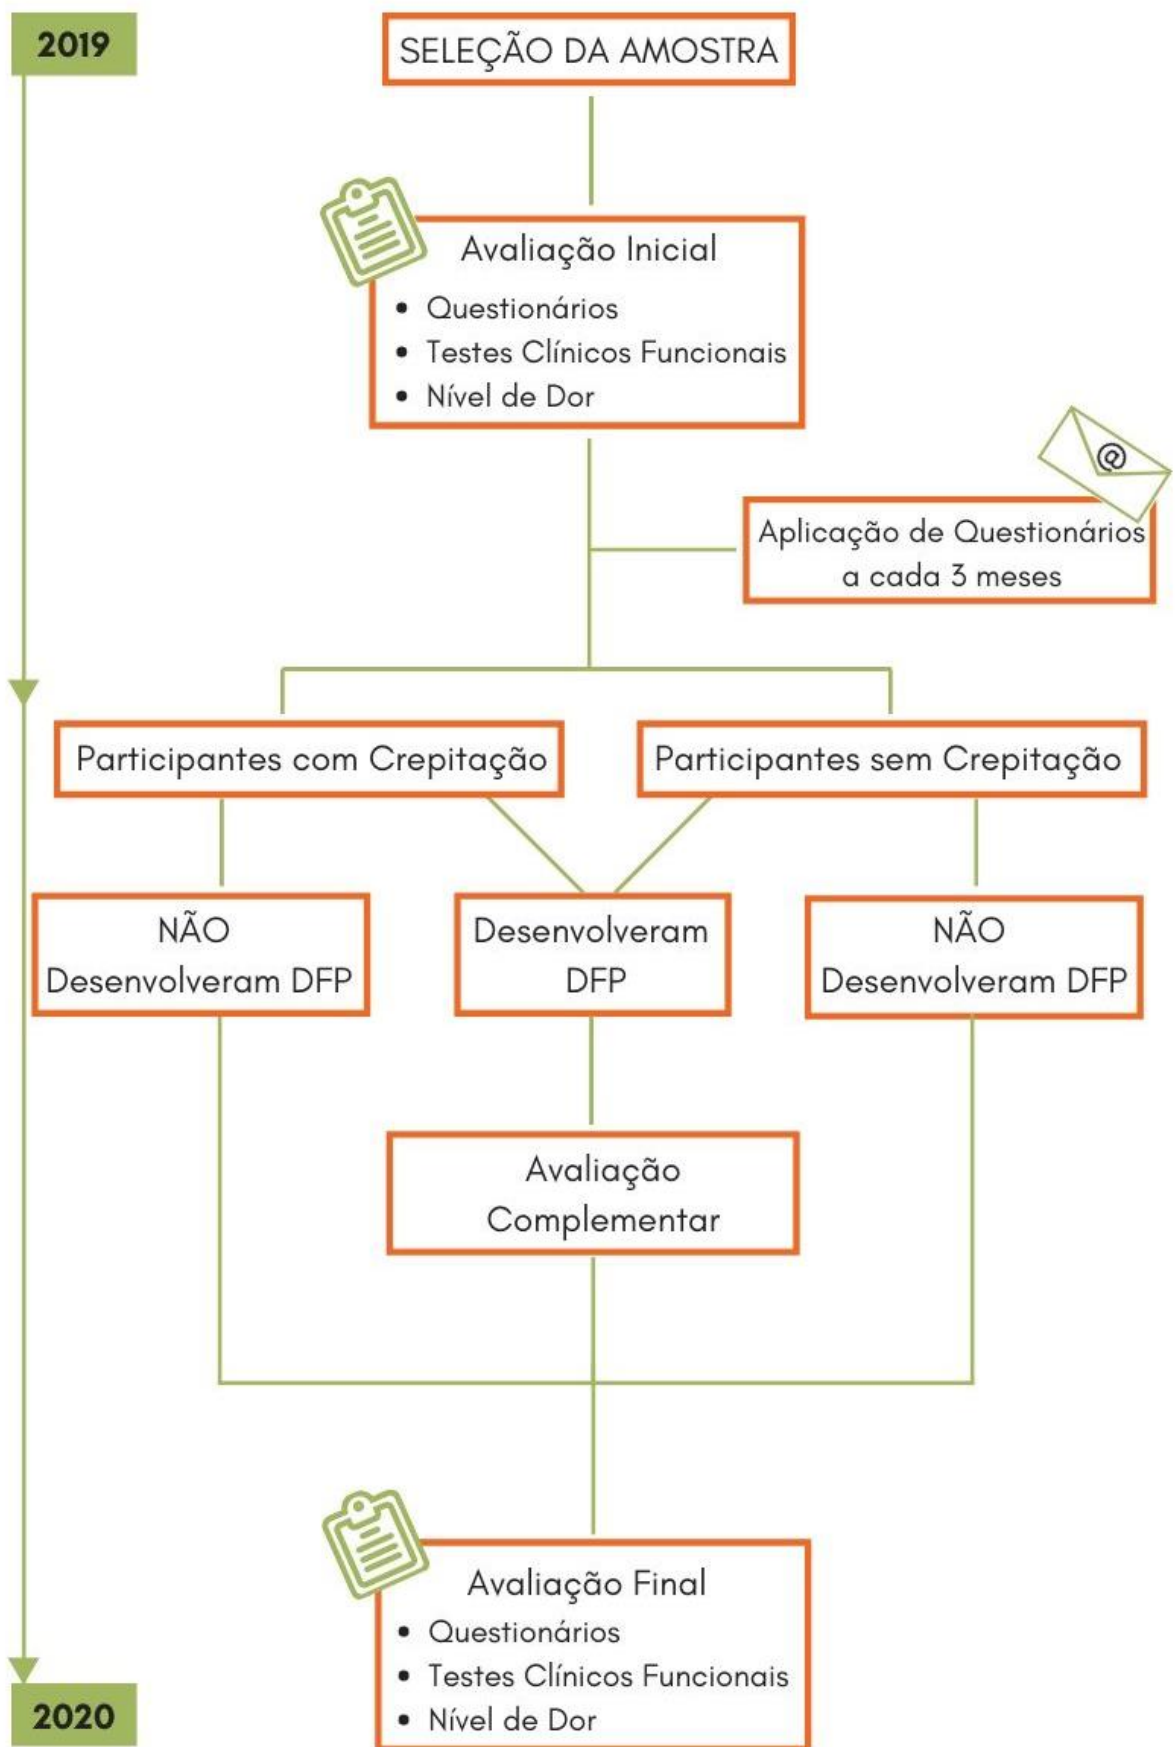 2019
SELEÇÃO DA AMOSTRA
Avaliação Inicial
• Questionários
• Testes Clínicos Funcionais
• Nível de Dor
@
Aplicação de Questionários
a cada 3 meses
Participantes com Crepitação
Participantes sem Crepitação
NÃO
Desenvolveram DFP
Desenvolveram
DFP
NÃO
Desenvolveram DFP
Avaliação
Complementar
Avaliação Final
• Questionários
• Testes Clínicos Funcionais
• Nível de Dor
2020